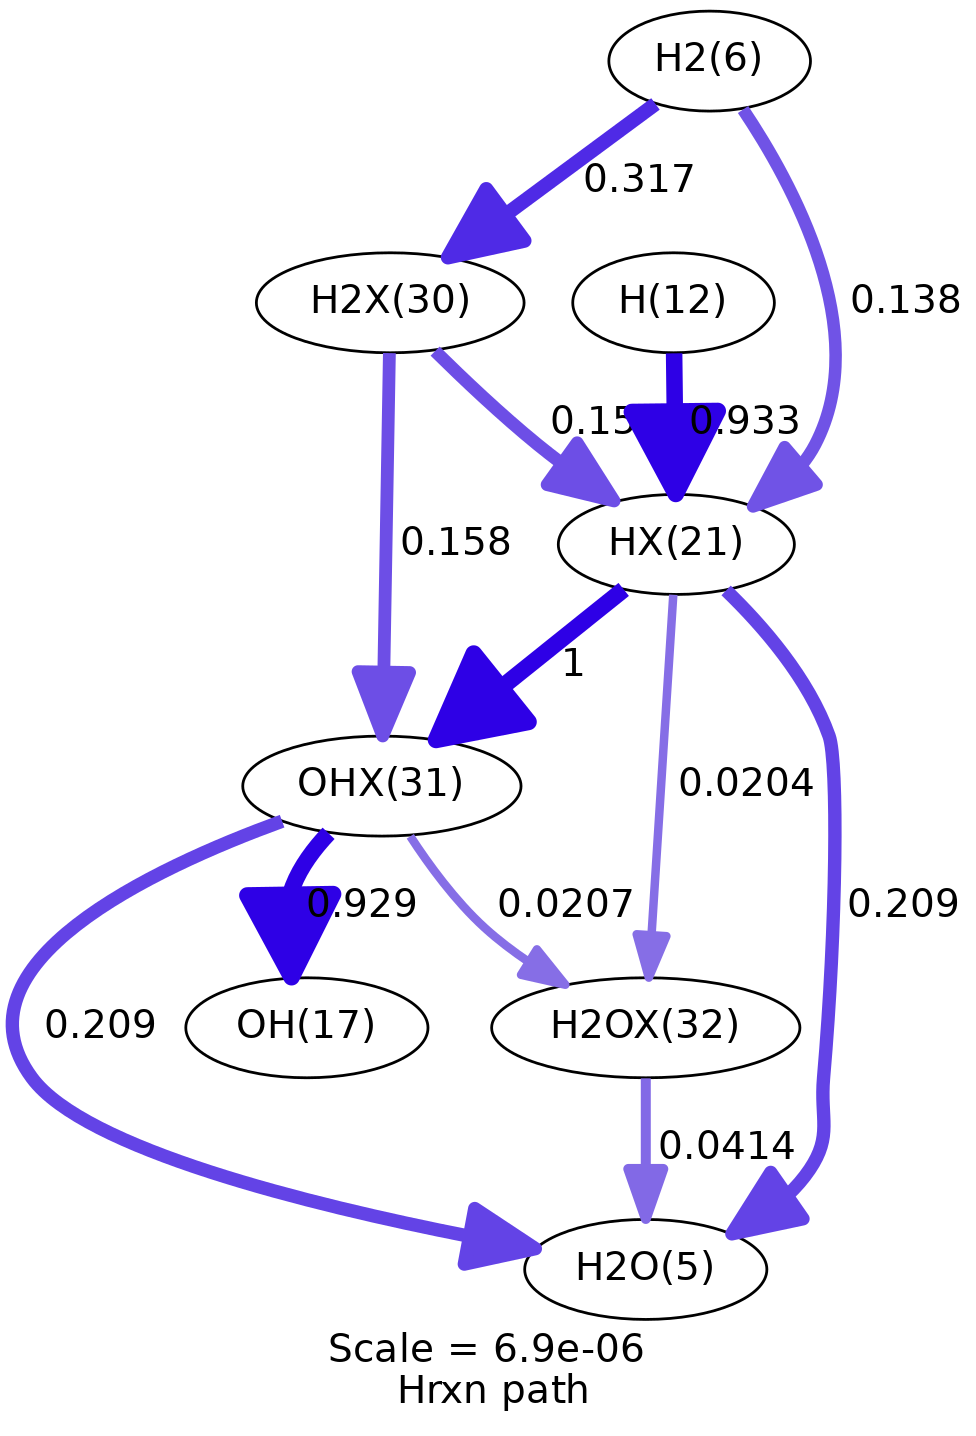 H2(6)
0.317
H2X(30)
H(12)
0.138
0.15
0.933
HX(21)
0.158
1
OHX(31)
0.0204
0.929
0.0207
0.209
0.209
OH(17)
H2OX(32)
0.0414
H2O(5)
Scale = 6.9e-06
Hrxn path